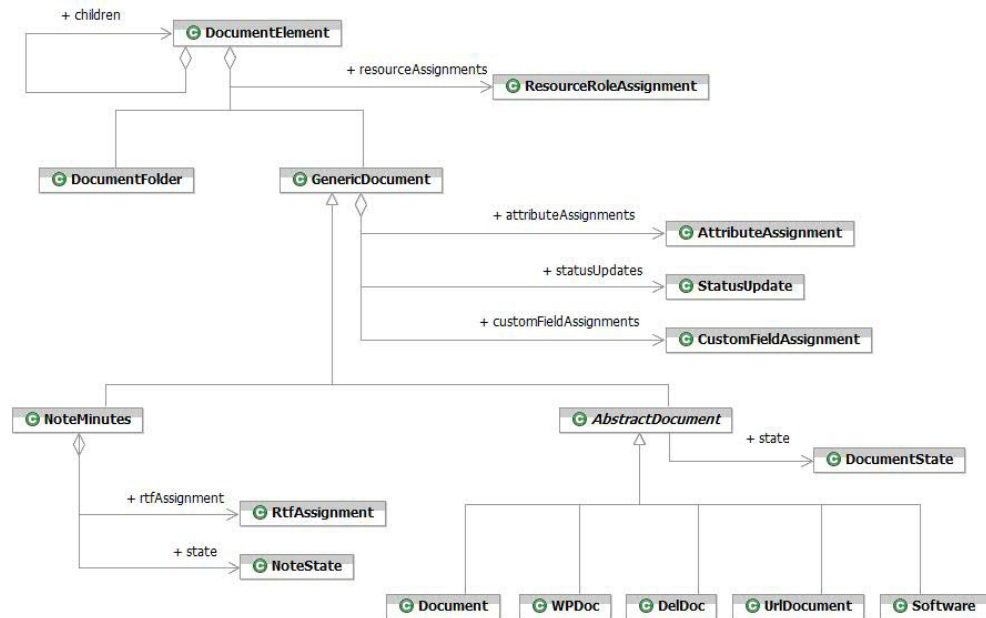 + children
C DocumentElement
+ resourceAssignments
C ResourceRoleAssignment
C DocumentFolder
C GenericDocument
+ attributeAssignments
C AttributeAssignment
+ statusUpdates
C StatusUpdate
+ customFieldAssignments
C CustomFieldAssignment
C NoteMinutes
C AbstractDocument
+ state
C DocumentState
+ rtfAssignment
C RtfAssignment
+ state
C NoteState
C Document
C WPDoc
C DelDoc
C UrlDocument
C Software